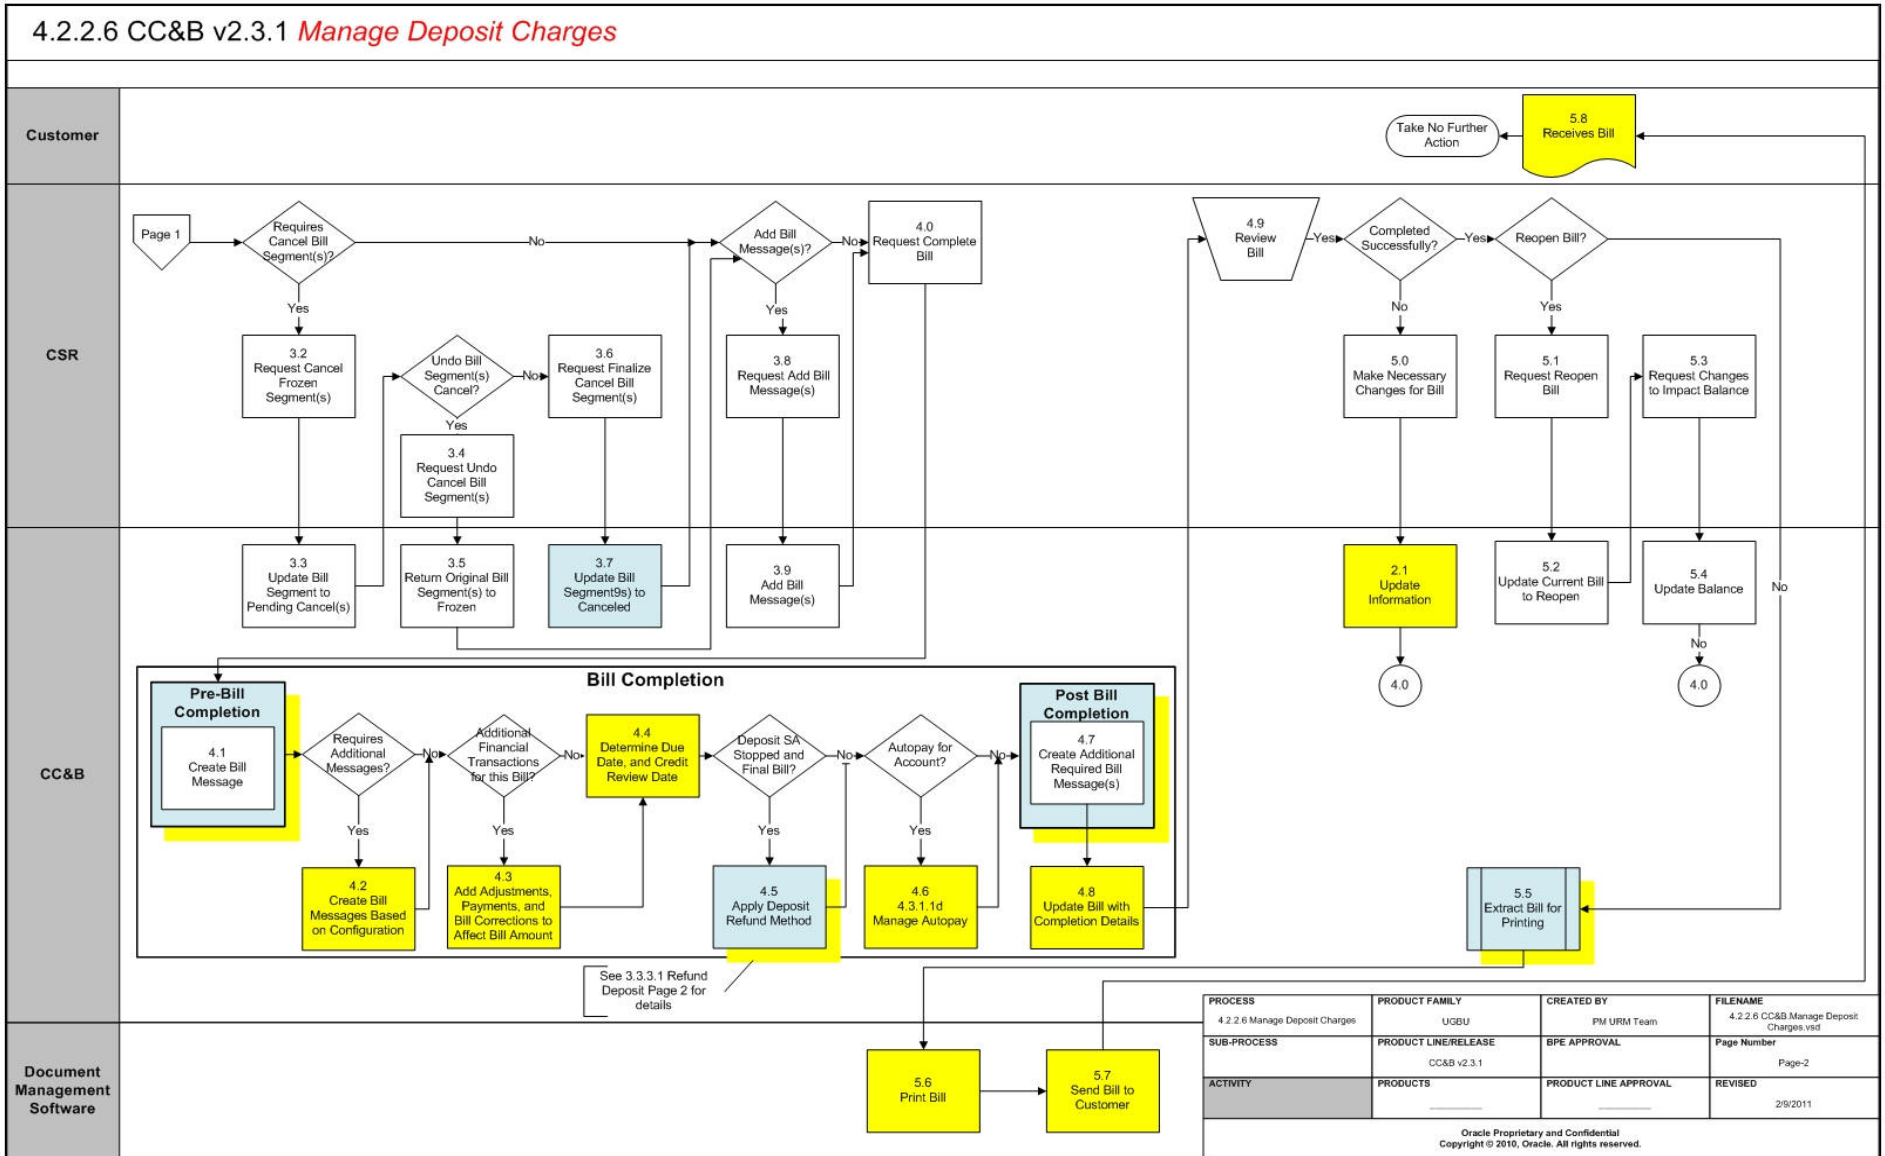 4.2.2.6 CC&B v2.3.1 Manage Deposit Charges
Customer
Take No Further
Action
5.8
Receives Bill
CSR
Page 1
Requires
Cancel Bill
Segment(s)?
No
Yes
Add Bill
Message(s)?
No
Yes
4.0
Request Complete
Bill
4.9
Review
Bill
Yes
Completed
Successfully?
Yes
No
Reopen Bill?
Yes
3.2
Request Cancel
Frozen
Segment(s)
Undo Bill
Segment(s)
Cancel?
No
Yes
3.6
Request Finalize
Cancel Bill
Segment(s)
3.8
Request Add Bill
Message(s)
5.0
Make Necessary
Changes for Bill
5.1
Request Reopen
Bill
5.3
Request Changes
to Impact Balance
3.4
Request Undo
Cancel Bill
Segment(s)
CC&B
3.3
Update Bill
Segment to
Pending Cancel(s)
3.5
Return Original Bill
Segment(s) to
Frozen
3.7
Update Bill
Segment9s) to
Canceled
3.9
Add Bill
Message(s)
2.1
Update
Information
5.2
Update Current Bill
to Reopen
5.4
Update Balance
No
No
4.0
4.0
Bill Completion
Pre-Bill
Completion
4.1
Create Bill
Message
Requires
Additional
Messages?
No
Yes
Additional
Financial
Transactions
for this Bill?
No
Yes
4.4
Determine Due
Date, and Credit
Review Date
Deposit SA
Stopped and
Final Bill?
No
Yes
Autopay for
Account?
No
Yes
Post Bill
Completion
4.7
Create Additional
Required Bill
Message(s)
4.2
Create Bill
Messages Based
on Configuration
4.3
Add Adjustments,
Payments, and
Bill Corrections to
Affect Bill Amount
4.5
Apply Deposit
Refund Method
4.6
4.3.1.1d
Manage Autopay
4.8
Update Bill with
Completion Details
5.5
Extract Bill for
Printing
See 3.3.3.1 Refund
Deposit Page 2 for
details
Document
Management
Software
5.6
Print Bill
5.7
Send Bill to
Customer
PROCESS
4.2.2.6 Manage Deposit Charges
PRODUCT FAMILY
UGBU
CREATED BY
PM URM Team
FILENAME
4.2.2.6 CC&B.Manage Deposit
Charges.vsd
SUB-PROCESS
PRODUCT LINE/RELEASE
CC&B v2.3.1
BPE APPROVAL
Page Number
Page-2
ACTIVITY
PRODUCTS
PRODUCT LINE APPROVAL
REVISED
2/9/2011
Oracle Proprietary and Confidential
Copyright © 2010, Oracle. All rights reserved.